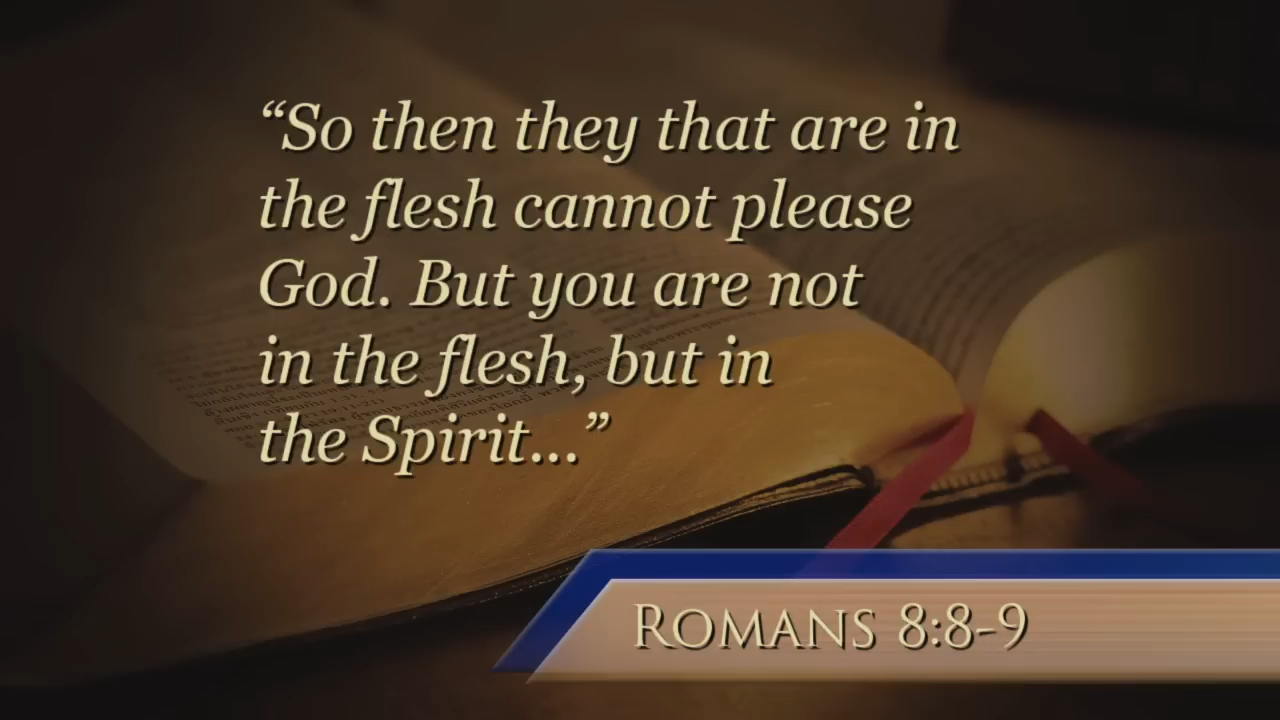 “So then they that are in
the flesh cannot please
God. But you are not
in the flesh, but in
the Spirit...”
Romans 8:8-9